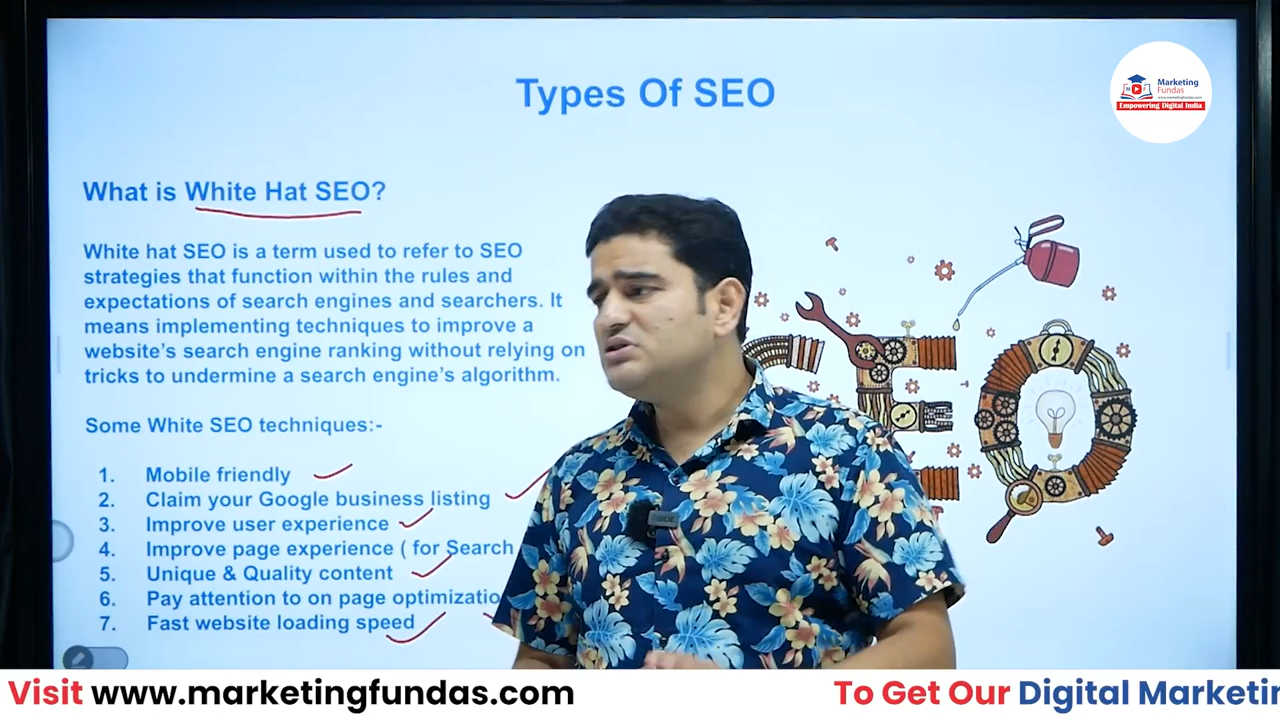 Types Of SEO
Marketing
Fundas
www.marketingfundas.com
Empowering Digital India
What is White Hat SEO?
White hat SEO is a term used to refer to SEO
strategies that function within the rules and
expectations of search engines and searchers. It
means implementing techniques to improve a
website's search engine ranking without relying on
tricks to undermine a search engine's algorithm.
Some White SEO techniques:-
1. Mobile friendly
2. Claim your Google business listing
3. Improve user experience
4. Improve page experience ( for Search
5. Unique & Quality content
6. Pay attention to on page optimizatio
7. Fast website loading speed
SEO
Visit www.marketingfundas.com To Get Our Digital Marketin